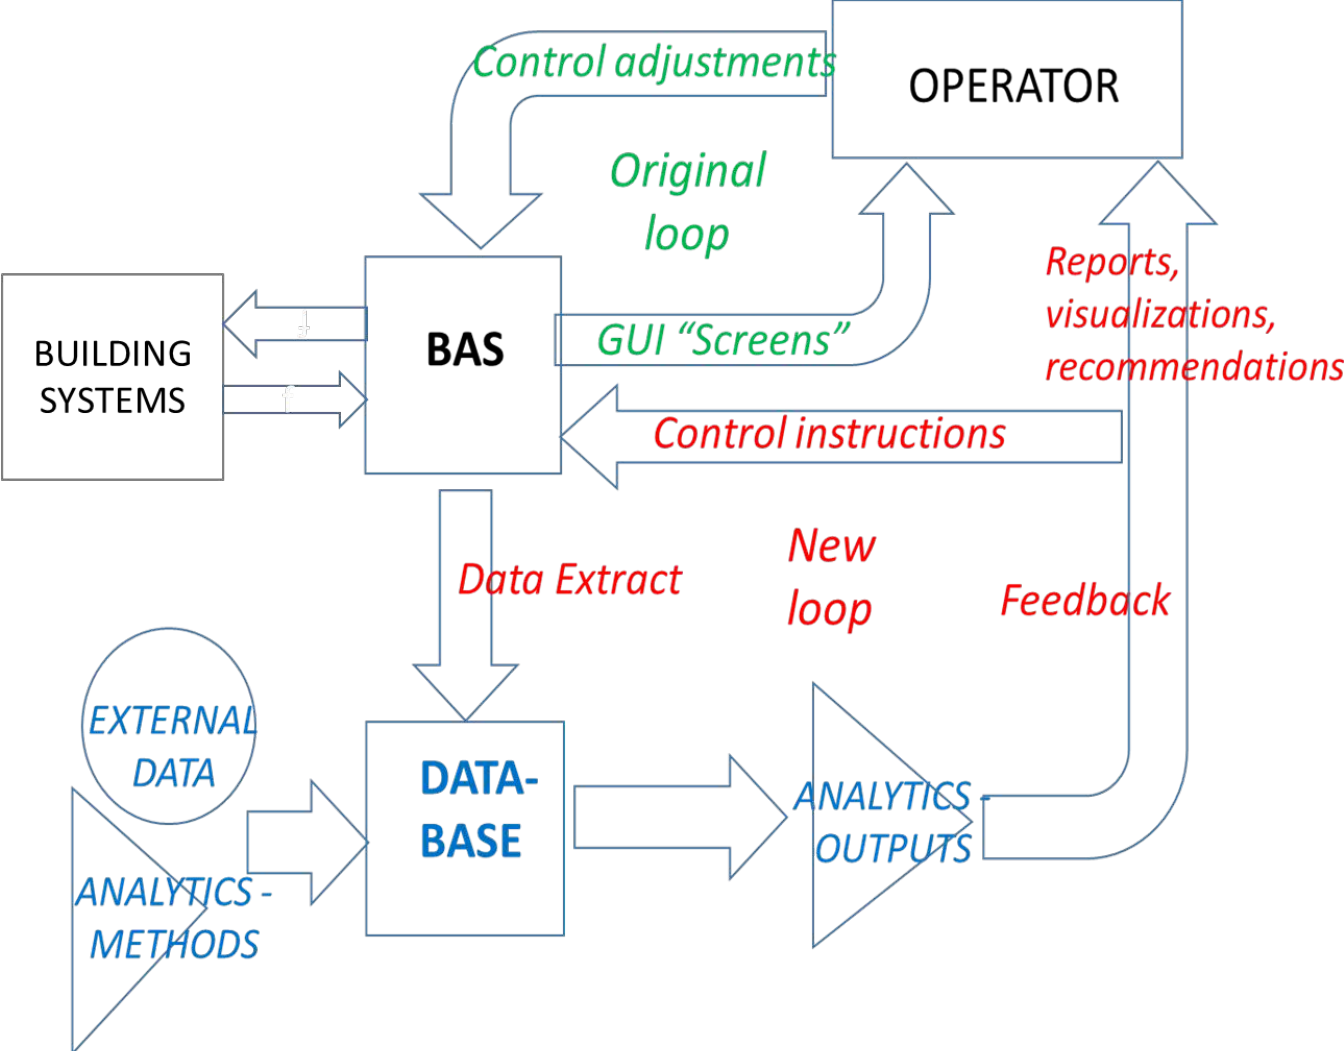 Control adjustments
OPERATOR
Original
loop
Reports,
visualizations,
recommendations
BUILDING
SYSTEMS
BAS
GUI “Screens”
Control instructions
New
loop
Data Extract
Feedback
EXTERNAL
DATA
DATA-
BASE
ANALYTICS -
OUTPUTS
ANALYTICS -
METHODS